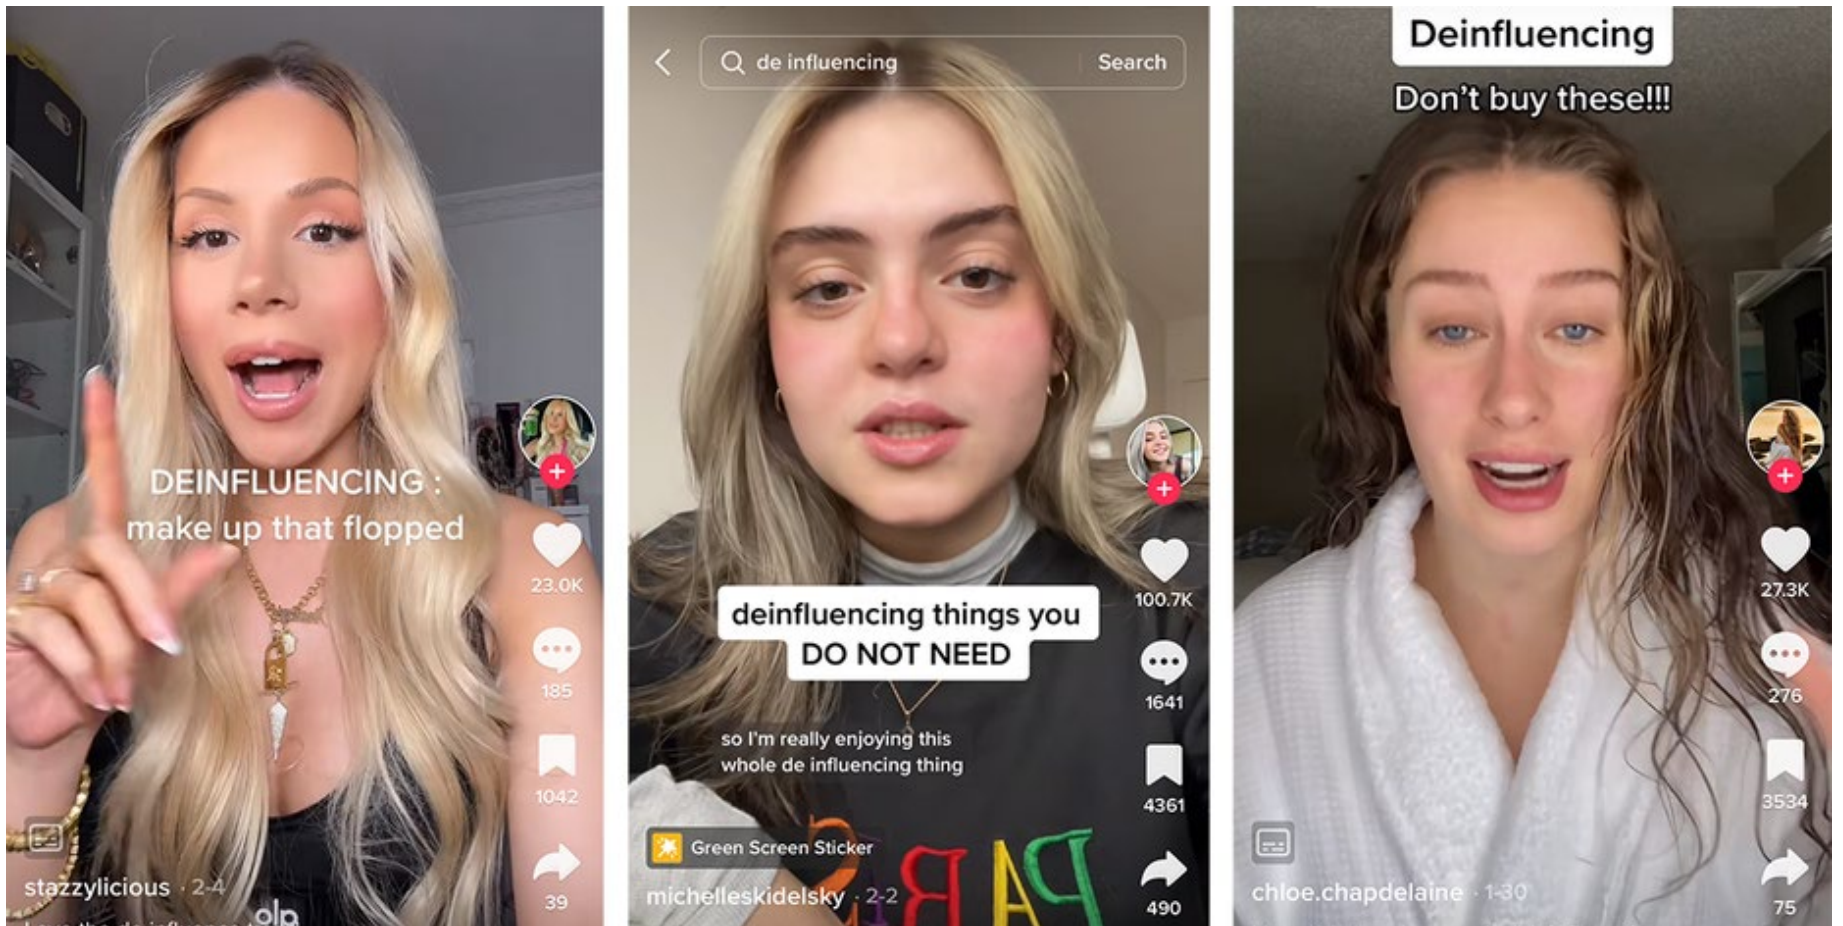 DEINFLUENCING :
make up that flopped
23.0K
185
1042
39
stazzylicious · 2-4
de influencing
Search
deinfluencing things you
DO NOT NEED
so I'm really enjoying this
whole de influencing thing
100.7K
1641
4361
490
Green Screen Sticker
michelleskidelsky · 2-2
Deinfluencing
Don't buy these!!!
27.3K
276
3534
75
chloe.chapdelaine · 1-30